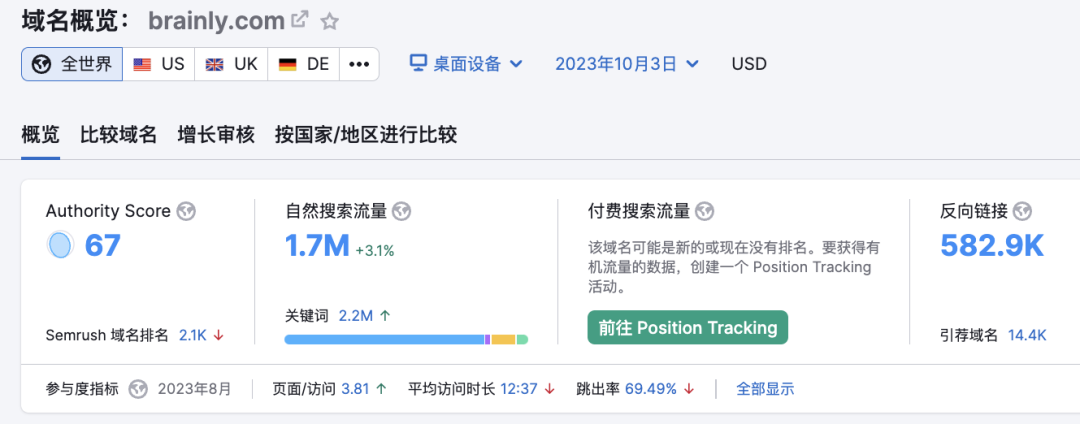 域名概览： brainly.com
全世界 US UK DE ••• 桌面设备 2023年10月3日 USD
概览 比较域名 增长审核 按国家/地区进行比较
Authority Score 自然搜索流量 付费搜索流量 反向链接
67 1.7M +3.1% 582.9K
该域名可能是新的或现在没有排名。要获得有
机流量的数据，创建一个 Position Tracking
活动。
关键词 2.2M ↑
前往 Position Tracking
Semrush 域名排名 2.1K ↓ 引荐域名 14.4K
参与度指标 2023年8月 页面/访问 3.81 ↑ 平均访问时长 12:37 ↓ 跳出率 69.49% ↓ 全部显示